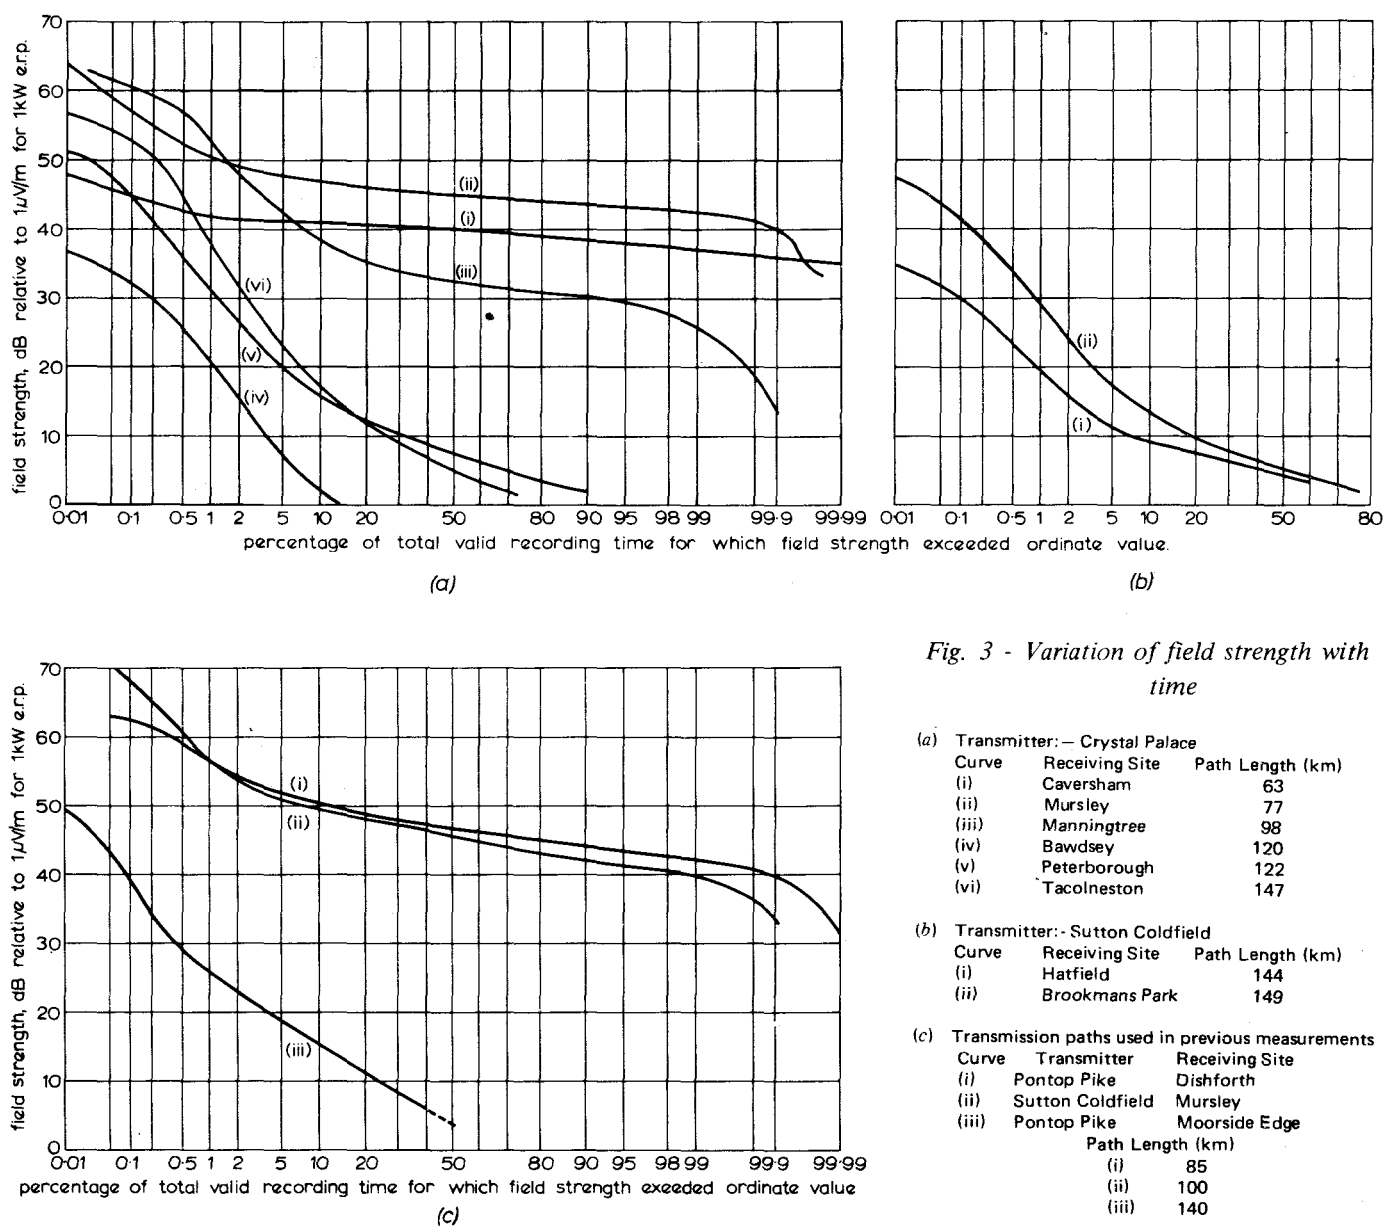 70
60
50
40
30
20
10
0
field strength, dB relative to 1μV/m for 1kW e.r.p.
(ii)
(i)
(iii)
(vi)
(v)
(iv)
(ii)
(i)
0·01 0·1 0·5 1 2 5 10 20 50 80 90 95 98 99 99·9 99·99
0·01 0·1 0·5 1 2 5 10 20 50 80
percentage of total valid recording time for which field strength exceeded ordinate value.
(a)
(b)
70
60
50
40
30
20
10
0
field strength, dB relative to 1μV/m for 1kW e.r.p.
(i)
(ii)
(iii)
0·01 0·1 0·5 1 2 5 10 20 50 80 90 95 98 99 99·9 99·99
percentage of total valid recording time for which field strength exceeded ordinate value
(c)
Fig. 3 - Variation of field strength with
time
(a) Transmitter:— Crystal Palace
Curve Receiving Site Path Length (km)
(i) Caversham 63
(ii) Mursley 77
(iii) Manningtree 98
(iv) Bawdsey 120
(v) Peterborough 122
(vi) Tacolneston 147
(b) Transmitter:- Sutton Coldfield
Curve Receiving Site Path Length (km)
(i) Hatfield 144
(ii) Brookmans Park 149
(c) Transmission paths used in previous measurements
Curve Transmitter Receiving Site
(i) Pontop Pike Dishforth
(ii) Sutton Coldfield Mursley
(iii) Pontop Pike Moorside Edge
Path Length (km)
(i) 85
(ii) 100
(iii) 140